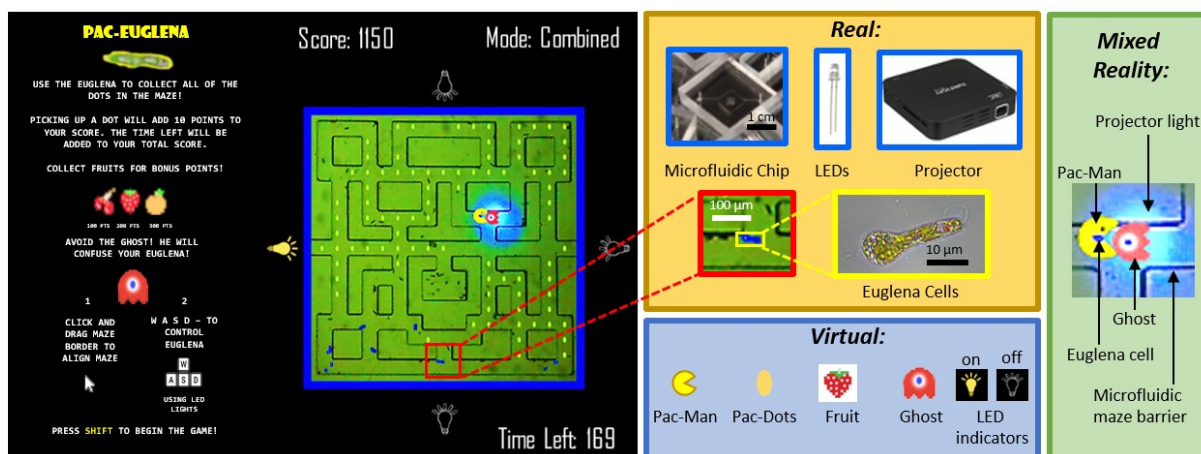 PAC-EUGLENA
USE THE EUGLENA TO COLLECT ALL OF THE
DOTS IN THE MAZE!
PICKING UP A DOT WILL ADD 10 POINTS TO
YOUR SCORE. THE TIME LEFT WILL BE
ADDED TO YOUR TOTAL SCORE.
COLLECT FRUITS FOR BONUS POINTS!
100 PTS 200 PTS 300 PTS
AVOID THE GHOST! HE WILL
CONFUSE YOUR EUGLENA!
1
CLICK AND
DRAG MAZE
BORDER TO
ALIGN MAZE
2
W A S D - TO
CONTROL
EUGLENA
W
A S D
USING LED
LIGHTS
PRESS SHIFT TO BEGIN THE GAME!
Score: 1150
Mode: Combined
Time Left: 169
Real:
1 cm
Microfluidic Chip
LEDs
Projector
100 µm
10 µm
Euglena Cells
Virtual:
on
off
Pac-Man
Pac-Dots
Fruit
Ghost
LED
indicators
Mixed
Reality:
Projector light
Pac-Man
Ghost
Euglena cell
Microfluidic
maze barrier